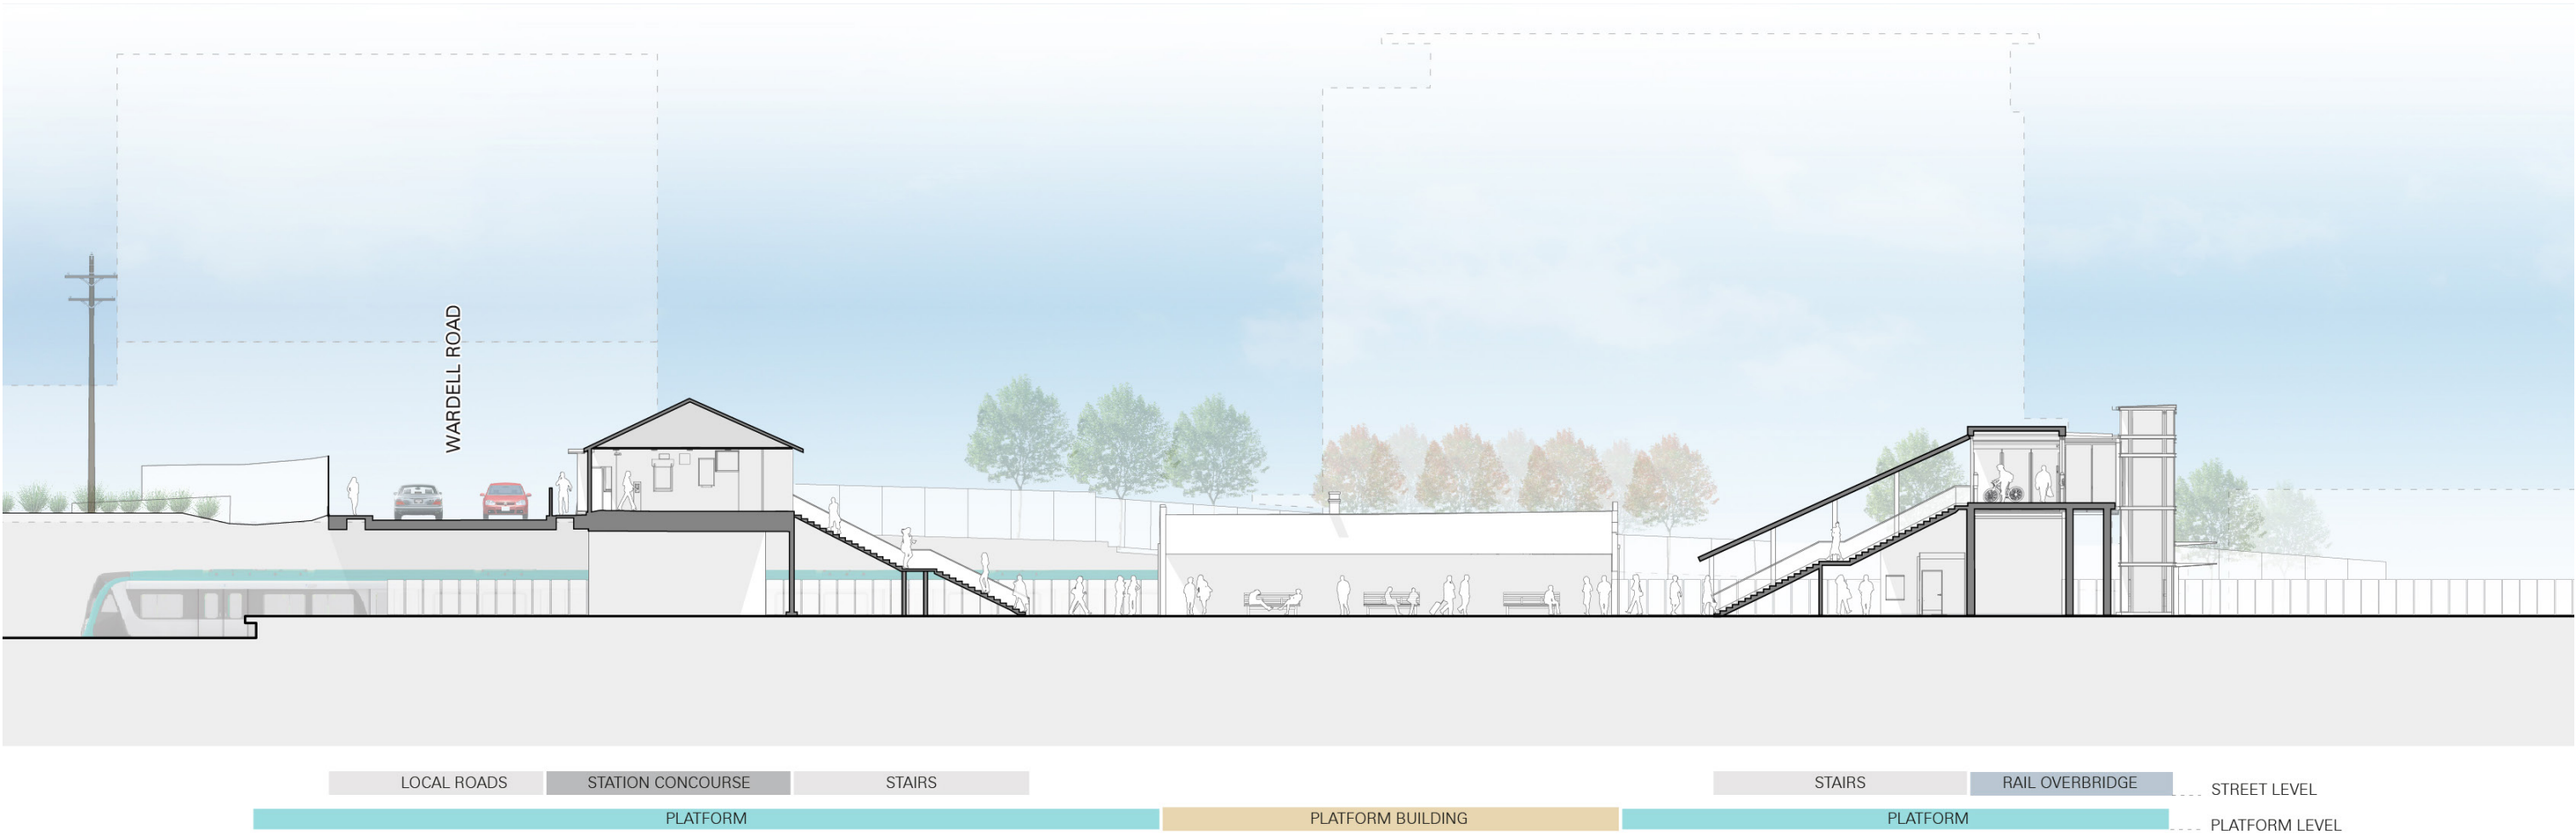 WARDELL ROAD
LOCAL ROADS
STATION CONCOURSE
STAIRS
STAIRS
RAIL OVERBRIDGE
STREET LEVEL
PLATFORM
PLATFORM BUILDING
PLATFORM
PLATFORM LEVEL